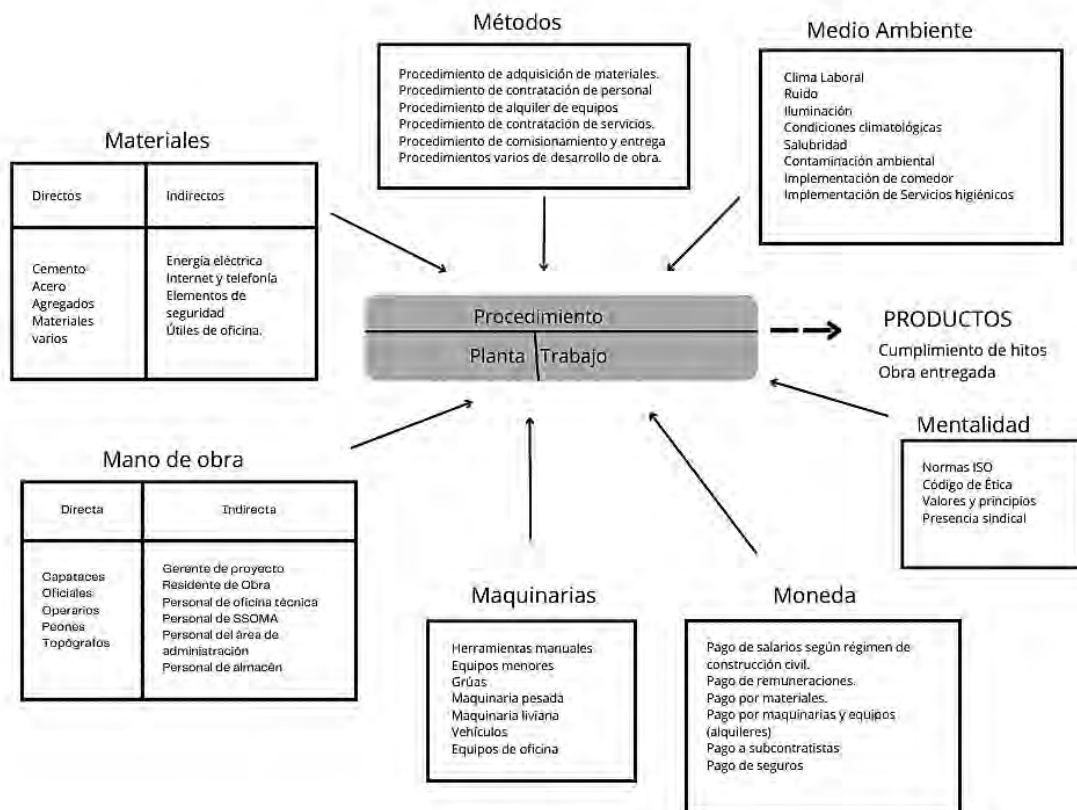 Métodos
Procedimiento de adquisición de materiales.
Procedimiento de contratación de personal
Procedimiento de alquiler de equipos
Procedimiento de contratación de servicios.
Procedimiento de comisionamiento y entrega
Procedimientos varios de desarrollo de obra.
Medio Ambiente
Clima Laboral
Ruido
Iluminación
Condiciones climatológicas
Salubridad
Contaminación ambiental
Implementación de comedor
Implementación de Servicios higiénicos
Materiales
Directos
Indirectos
Cemento
Acero
Agregados
Materiales
varios
Energía eléctrica
Internet y telefonía
Elementos de
seguridad
Útiles de oficina.
Procedimiento
Planta
Trabajo
PRODUCTOS
Cumplimiento de hitos
Obra entregada
Mentalidad
Normas ISO
Código de Ética
Valores y principios
Presencia sindical
Mano de obra
Directa
Indirecta
Capataces
Oficiales
Operarios
Peones
Topógrafos
Gerente de proyecto
Residente de Obra
Personal de oficina técnica
Personal de SSOMA
Personal del área de
administración
Personal de almacén
Maquinarias
Herramientas manuales
Equipos menores
Grúas
Maquinaria pesada
Maquinaria liviana
Vehículos
Equipos de oficina
Moneda
Pago de salarios según régimen de
construcción civil.
Pago de remuneraciones.
Pago por materiales.
Pago por maquinarias y equipos
(alquileres)
Pago a subcontratistas
Pago de seguros